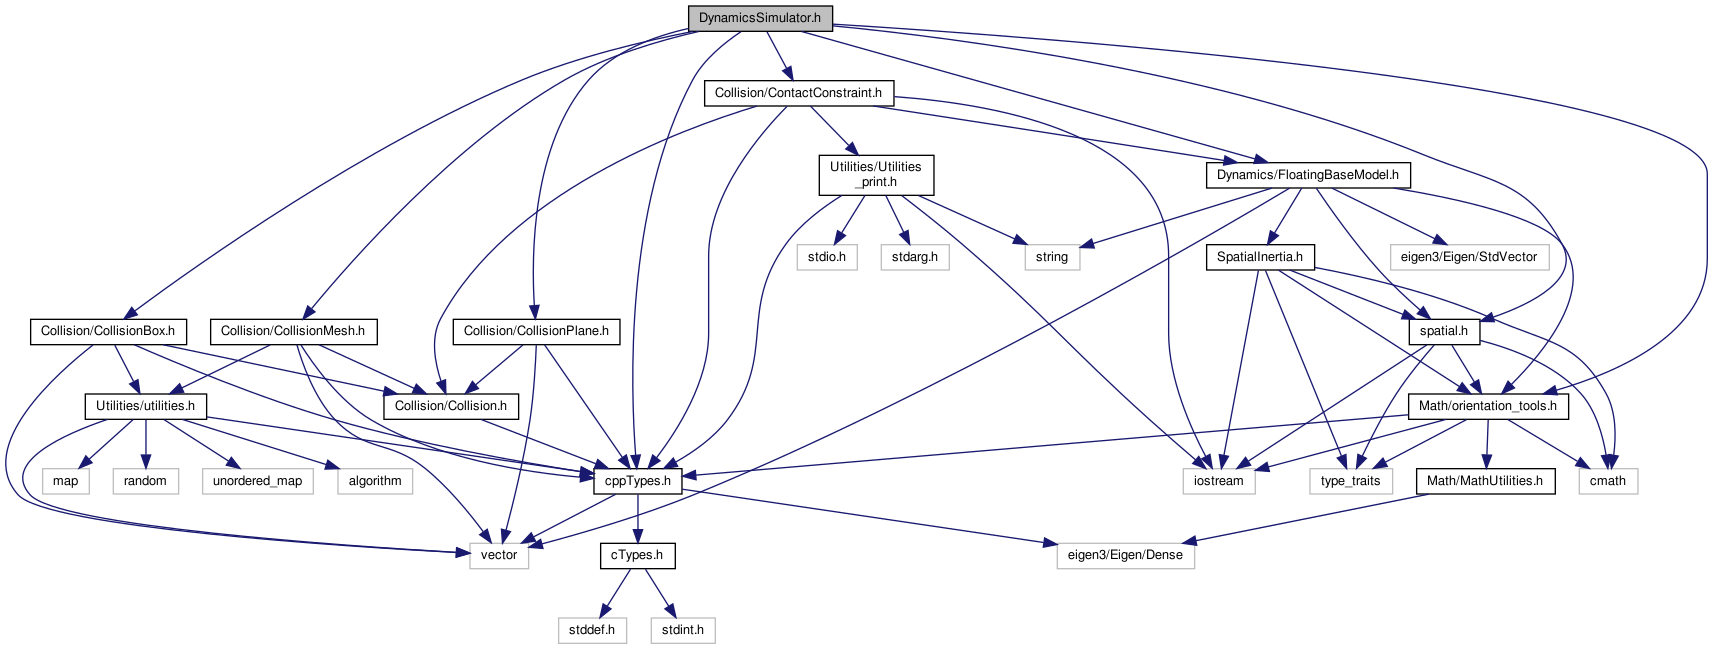 DynamicsSimulator.h
Collision/ContactConstraint.h
Utilities/Utilities
_print.h
Dynamics/FloatingBaseModel.h
stdio.h
stdarg.h
string
SpatialInertia.h
eigen3/Eigen/StdVector
Collision/CollisionBox.h
Collision/CollisionMesh.h
Collision/CollisionPlane.h
spatial.h
Utilities/utilities.h
Collision/Collision.h
Math/orientation_tools.h
map
random
unordered_map
algorithm
cppTypes.h
iostream
type_traits
Math/MathUtilities.h
cmath
vector
cTypes.h
eigen3/Eigen/Dense
stddef.h
stdint.h